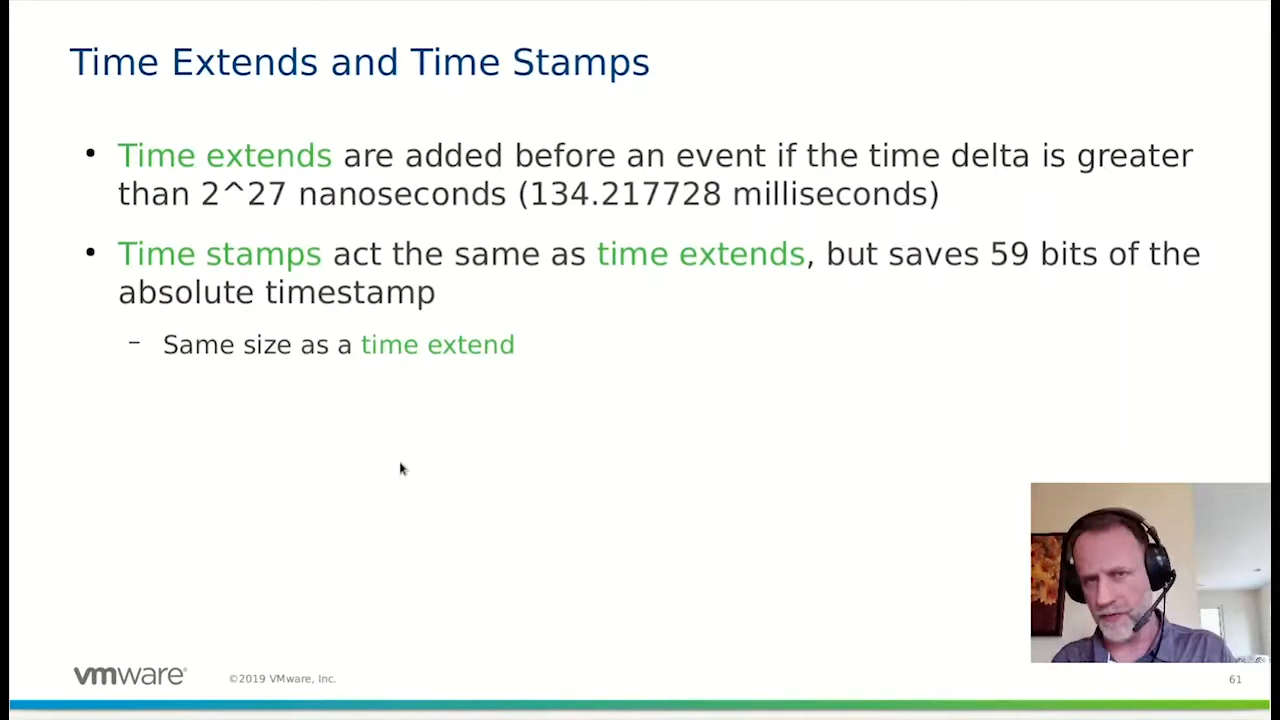 Time Extends and Time Stamps
• Time extends are added before an event if the time delta is greater
than 2^27 nanoseconds (134.217728 milliseconds)
• Time stamps act the same as time extends, but saves 59 bits of the
absolute timestamp
– Same size as a time extend
vmware®
©2019 VMware, Inc.
61